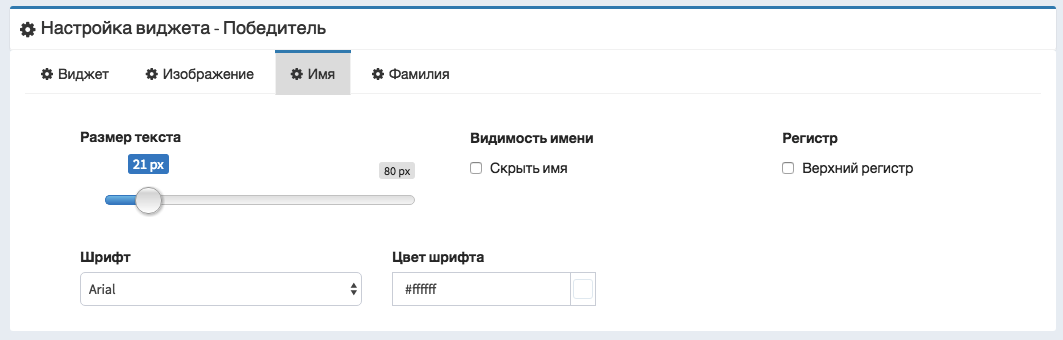 Настройка виджета - Победитель
Виджет Изображение Имя Фамилия
Размер текста Видимость имени Регистр
21 px 80 px Скрыть имя Верхний регистр
Шрифт Цвет шрифта
Arial #ffffff